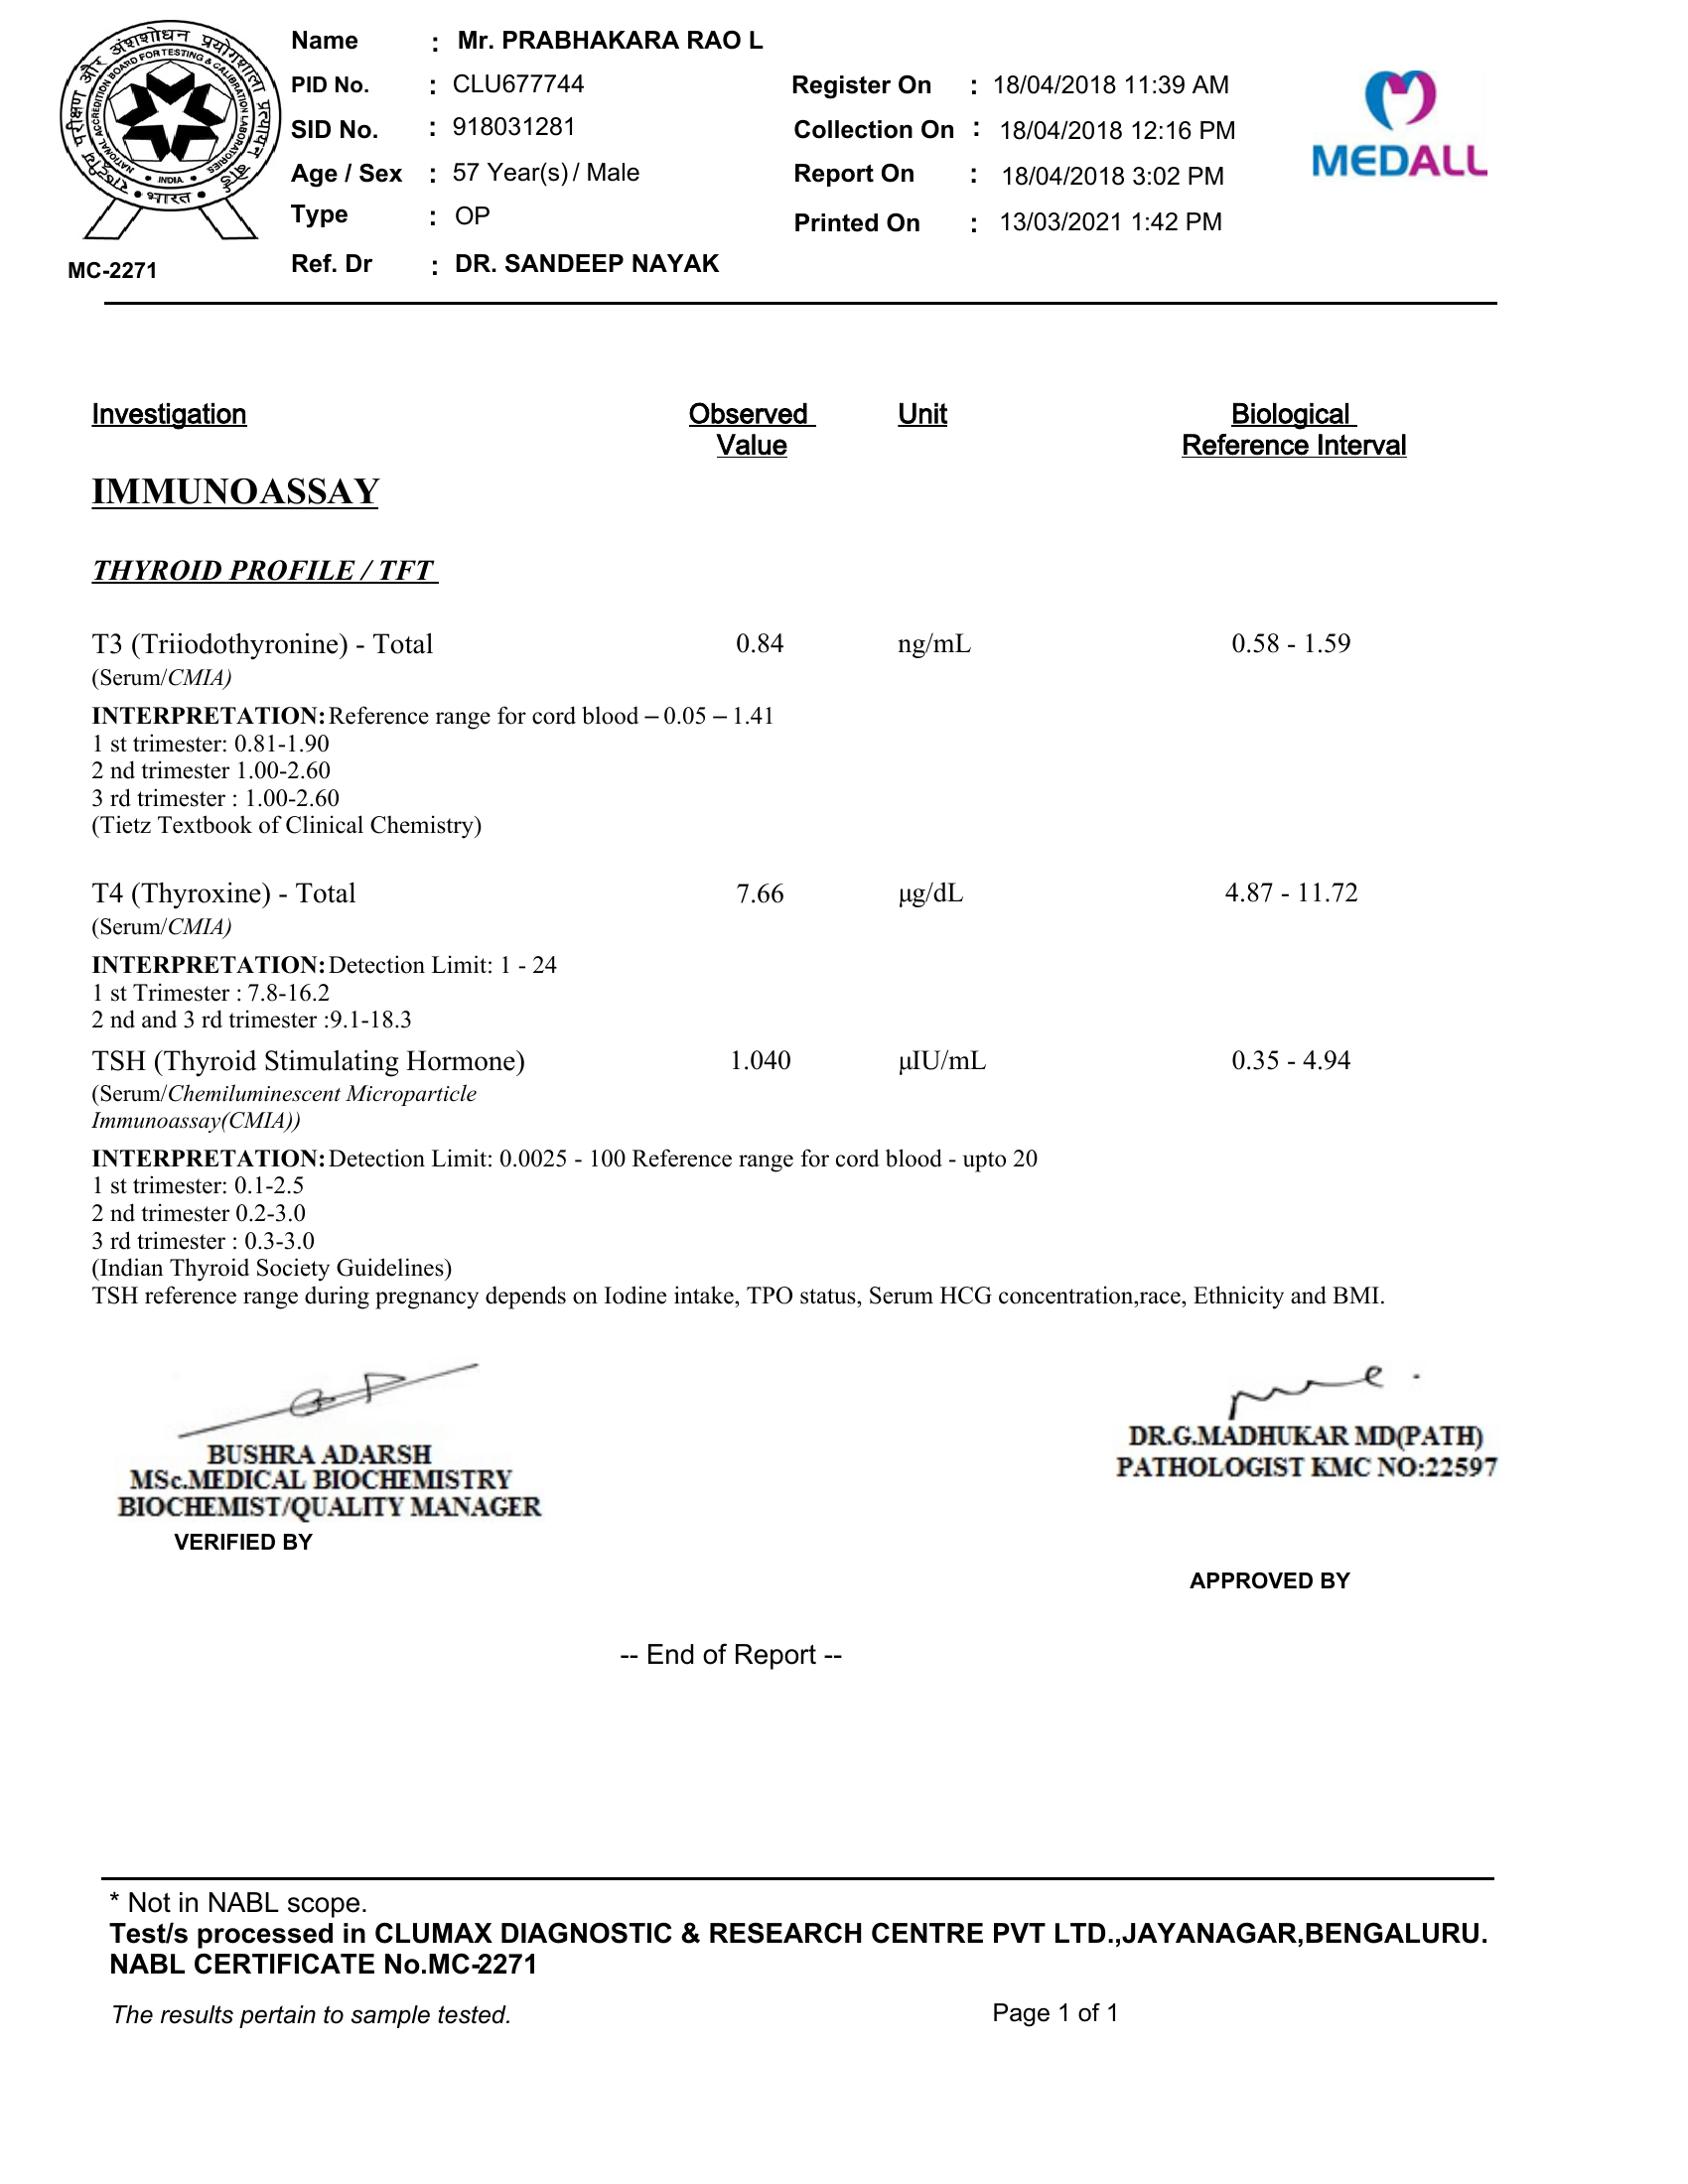 राष्ट्रीय परीक्षण और अंशशोधन प्रयोगशाला प्रत्यायन बोर्ड
NATIONAL ACCREDITATION BOARD FOR TESTING & CALIBRATION LABORATORIES
• INDIA •
• भारत •
MC-2271
Name : Mr. PRABHAKARA RAO L
PID No. : CLU677744
SID No. : 918031281
Age / Sex : 57 Year(s) / Male
Type : OP
Ref. Dr : DR. SANDEEP NAYAK
Register On : 18/04/2018 11:39 AM
Collection On : 18/04/2018 12:16 PM
Report On : 18/04/2018 3:02 PM
Printed On : 13/03/2021 1:42 PM
MEDALL
Investigation Observed Value Unit Biological Reference Interval
IMMUNOASSAY
THYROID PROFILE / TFT
T3 (Triiodothyronine) - Total 0.84 ng/mL 0.58 - 1.59
(Serum/CMIA)
INTERPRETATION: Reference range for cord blood – 0.05 – 1.41
1 st trimester: 0.81-1.90
2 nd trimester 1.00-2.60
3 rd trimester : 1.00-2.60
(Tietz Textbook of Clinical Chemistry)
T4 (Thyroxine) - Total 7.66 µg/dL 4.87 - 11.72
(Serum/CMIA)
INTERPRETATION: Detection Limit: 1 - 24
1 st Trimester : 7.8-16.2
2 nd and 3 rd trimester :9.1-18.3
TSH (Thyroid Stimulating Hormone) 1.040 µIU/mL 0.35 - 4.94
(Serum/Chemiluminescent Microparticle
Immunoassay(CMIA))
INTERPRETATION: Detection Limit: 0.0025 - 100 Reference range for cord blood - upto 20
1 st trimester: 0.1-2.5
2 nd trimester 0.2-3.0
3 rd trimester : 0.3-3.0
(Indian Thyroid Society Guidelines)
TSH reference range during pregnancy depends on Iodine intake, TPO status, Serum HCG concentration,race, Ethnicity and BMI.
BUSHRA ADARSH
MSc.MEDICAL BIOCHEMISTRY
BIOCHEMIST/QUALITY MANAGER
VERIFIED BY
DR.G.MADHUKAR MD(PATH)
PATHOLOGIST KMC NO:22597
APPROVED BY
-- End of Report --
* Not in NABL scope.
Test/s processed in CLUMAX DIAGNOSTIC & RESEARCH CENTRE PVT LTD.,JAYANAGAR,BENGALURU.
NABL CERTIFICATE No.MC-2271
The results pertain to sample tested.
Page 1 of 1